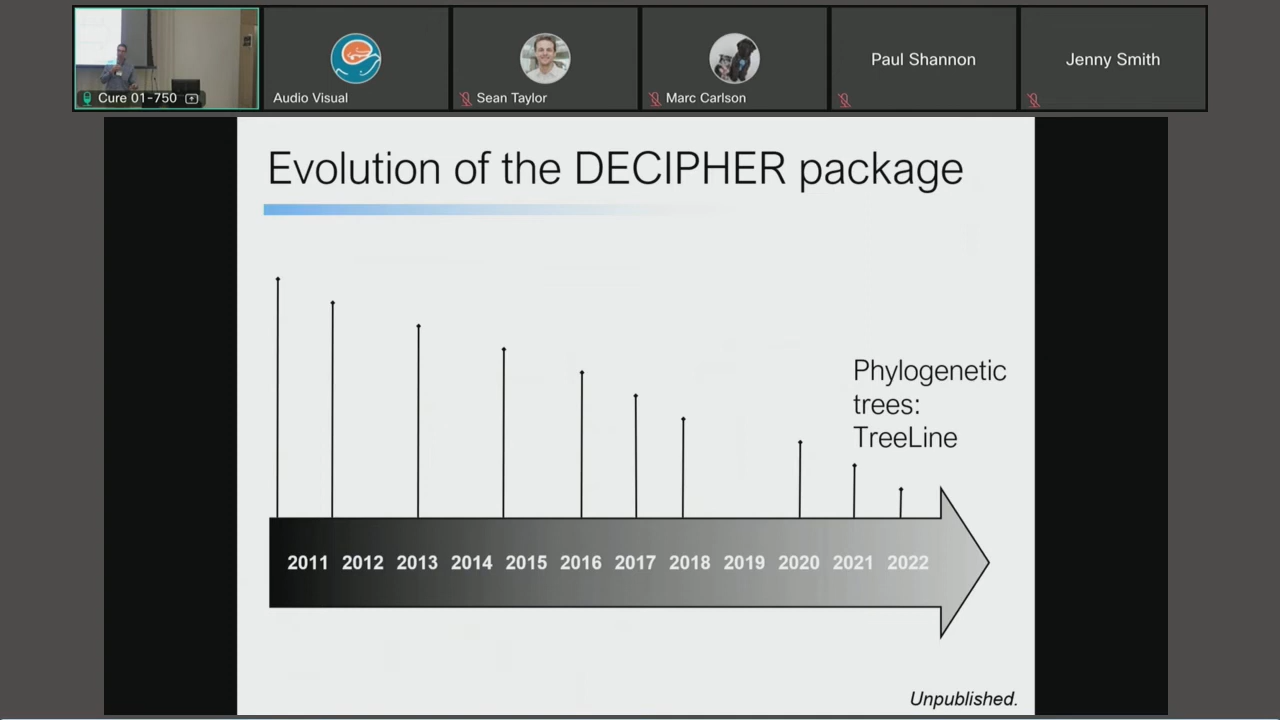 Cure 01-750
Audio Visual
Sean Taylor
Marc Carlson
Paul Shannon
Jenny Smith
Evolution of the DECIPHER package
Phylogenetic
trees:
TreeLine
2011 2012 2013 2014 2015 2016 2017 2018 2019 2020 2021 2022
Unpublished.